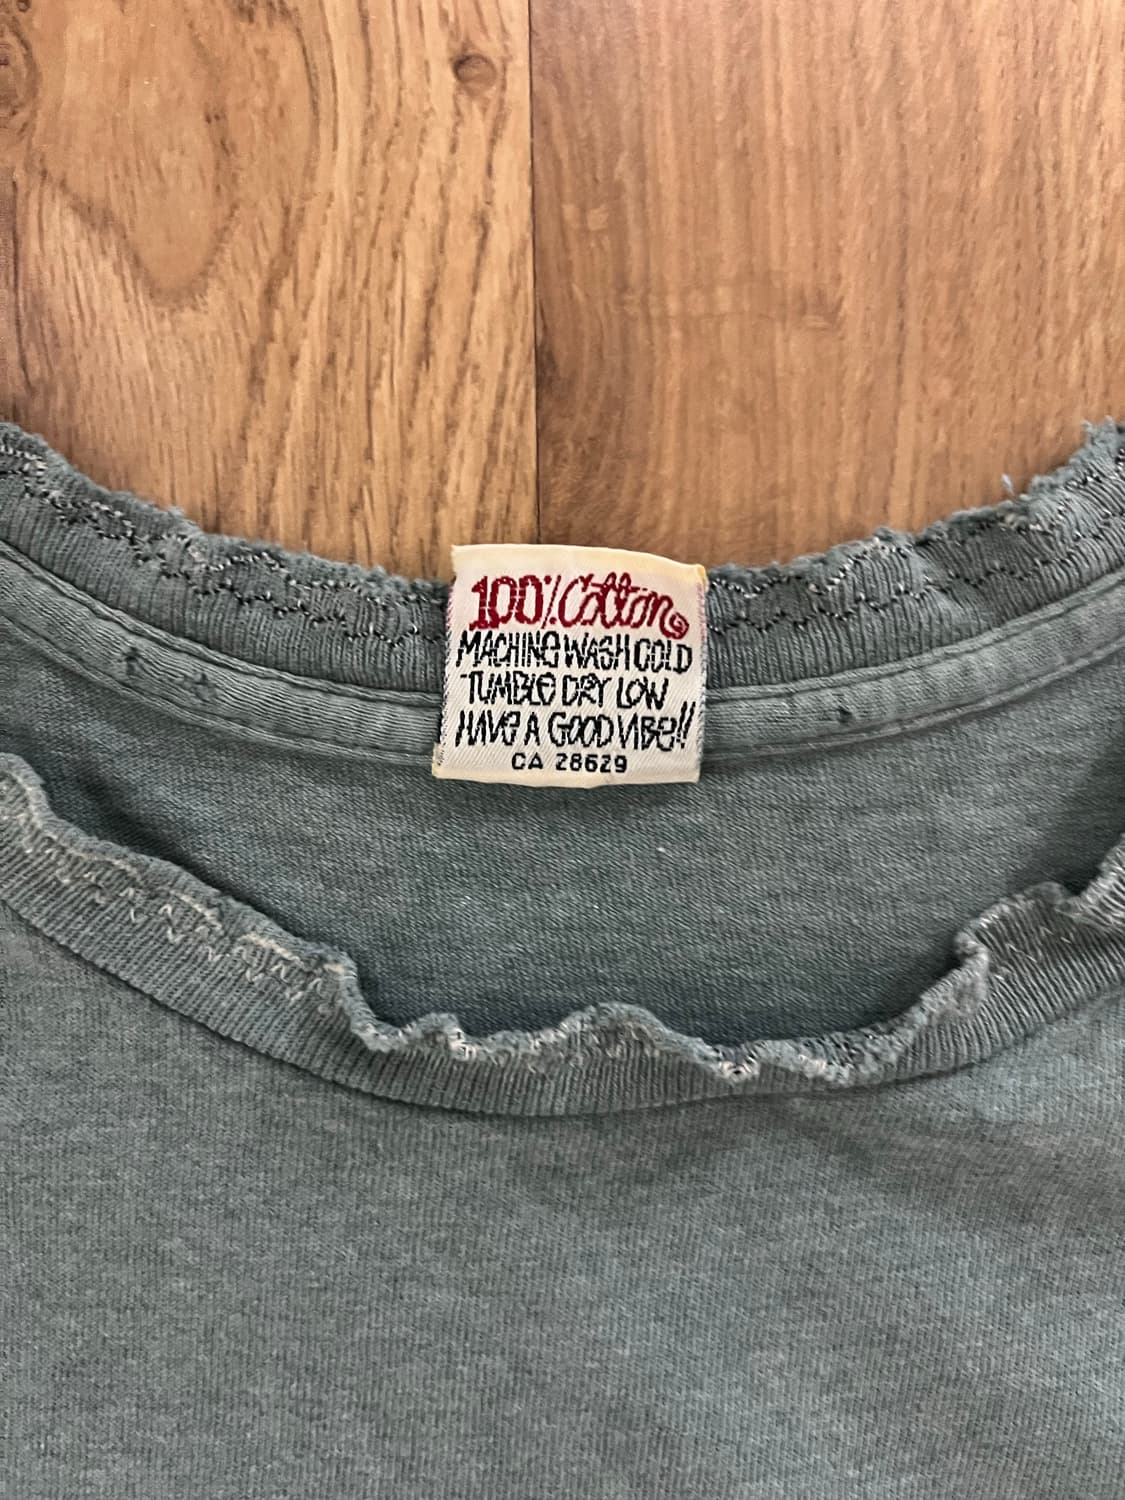 100% Cotton
MACHINE WASH COLD
TUMBLE DRY LOW
HAVE A GOOD VIBE!!
CA 28629